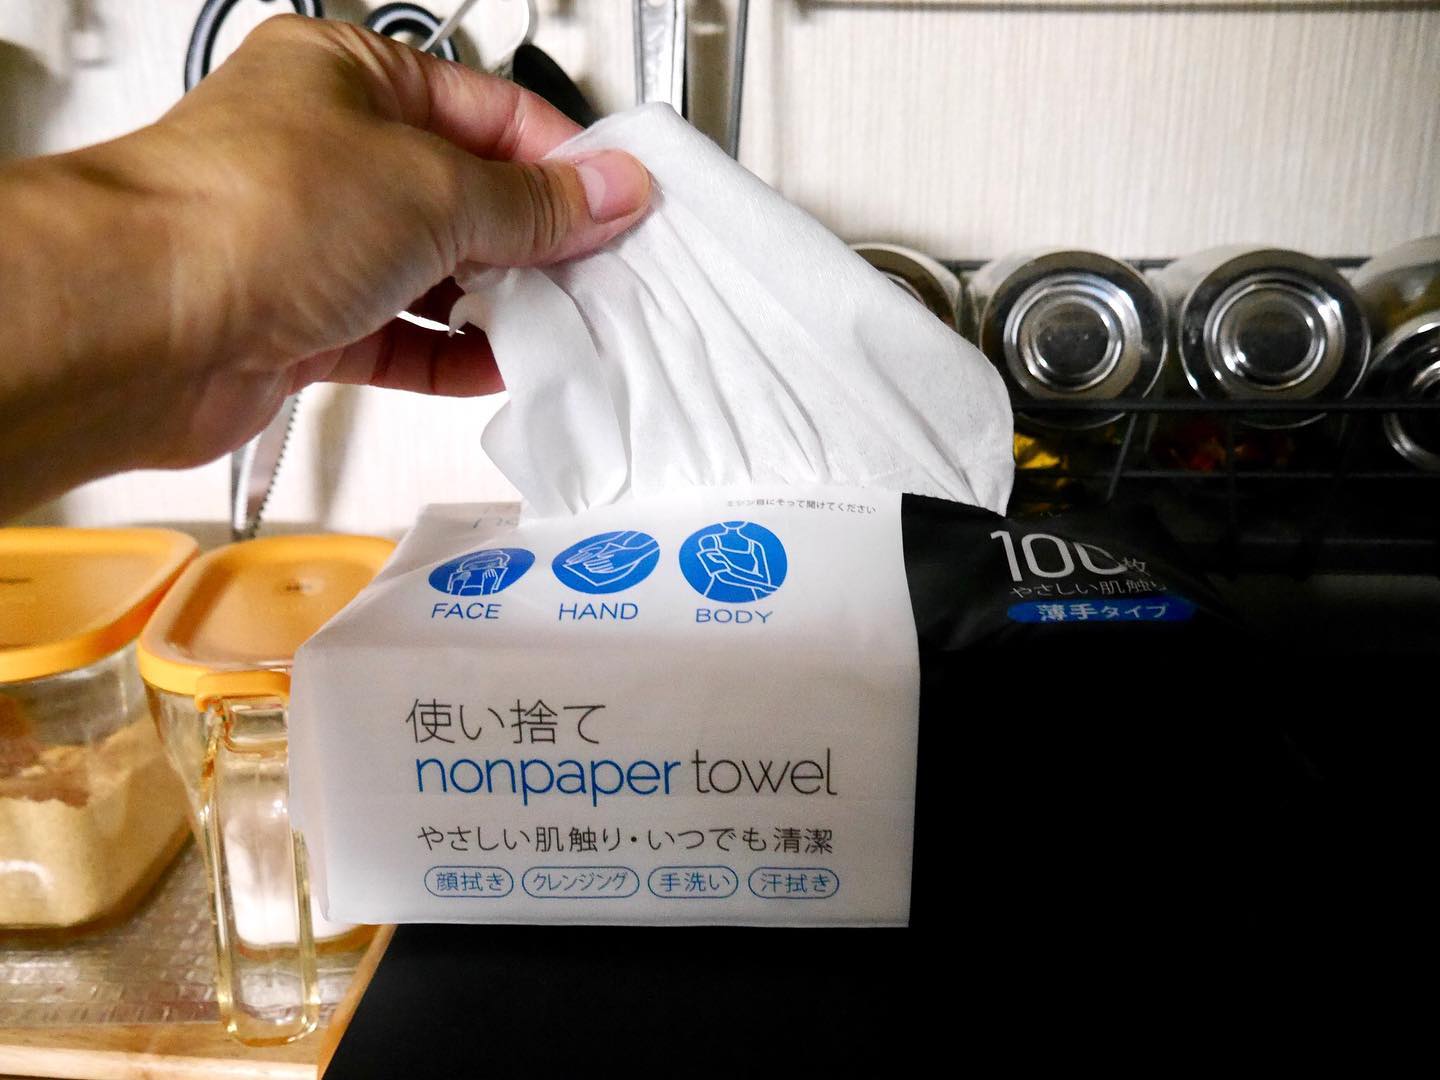 ミシン目にそって開けてください
FACE
HAND
BODY
使い捨て
nonpaper towel
やさしい肌触り・いつでも清潔
顔拭き
クレンジング
手洗い
汗拭き
100枚
やさしい肌触り
薄手タイプ